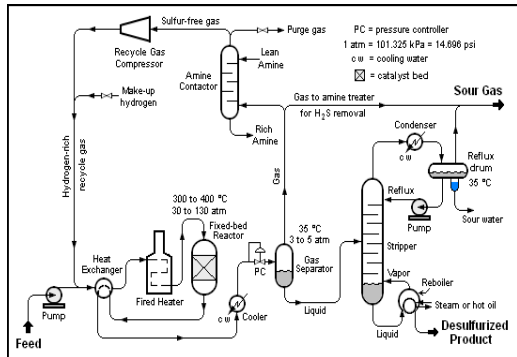 Sulfur-free gas
Purge gas
PC = pressure controller
1 atm = 101.325 kPa = 14.696 psi
c w = cooling water
= catalyst bed
Recycle Gas
Compressor
Lean
Amine
Amine
Contactor
Rich
Amine
Make-up
hydrogen
Hydrogen-rich
recycle gas
Gas to amine treater
for H₂S removal
Sour Gas
Condenser
c w
Reflux
drum
35 °C
Reflux
Pump
Sour water
Gas
300 to 400 °C
30 to 130 atm
Fixed-bed
Reactor
35 °C
3 to 5 atm
PC
Gas
Separator
Stripper
Heat
Exchanger
Fired Heater
c w
Cooler
Liquid
Vapor
Reboiler
Steam or hot oil
Liquid
Pump
Feed
Desulfurized
Product